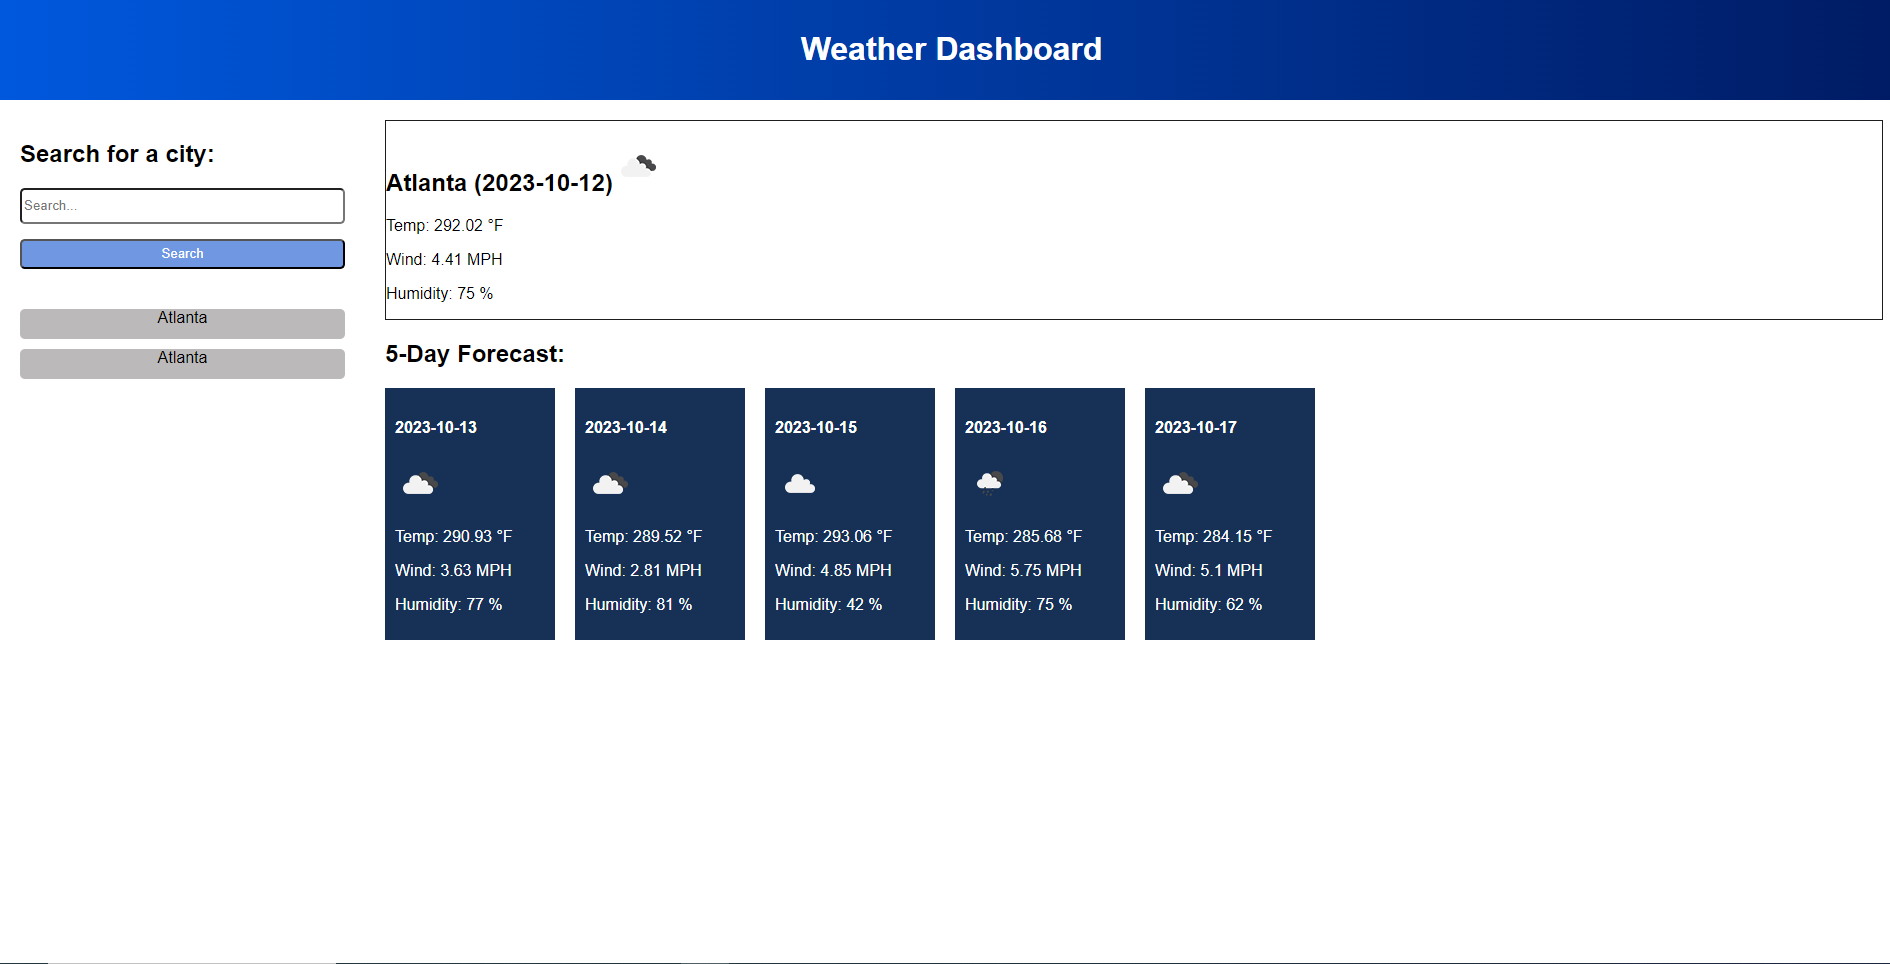 Weather Dashboard
Search for a city:
Search...
Search
Atlanta
Atlanta
Atlanta (2023-10-12)
Temp: 292.02 °F
Wind: 4.41 MPH
Humidity: 75 %
5-Day Forecast:
2023-10-13
Temp: 290.93 °F
Wind: 3.63 MPH
Humidity: 77 %
2023-10-14
Temp: 289.52 °F
Wind: 2.81 MPH
Humidity: 81 %
2023-10-15
Temp: 293.06 °F
Wind: 4.85 MPH
Humidity: 42 %
2023-10-16
Temp: 285.68 °F
Wind: 5.75 MPH
Humidity: 75 %
2023-10-17
Temp: 284.15 °F
Wind: 5.1 MPH
Humidity: 62 %